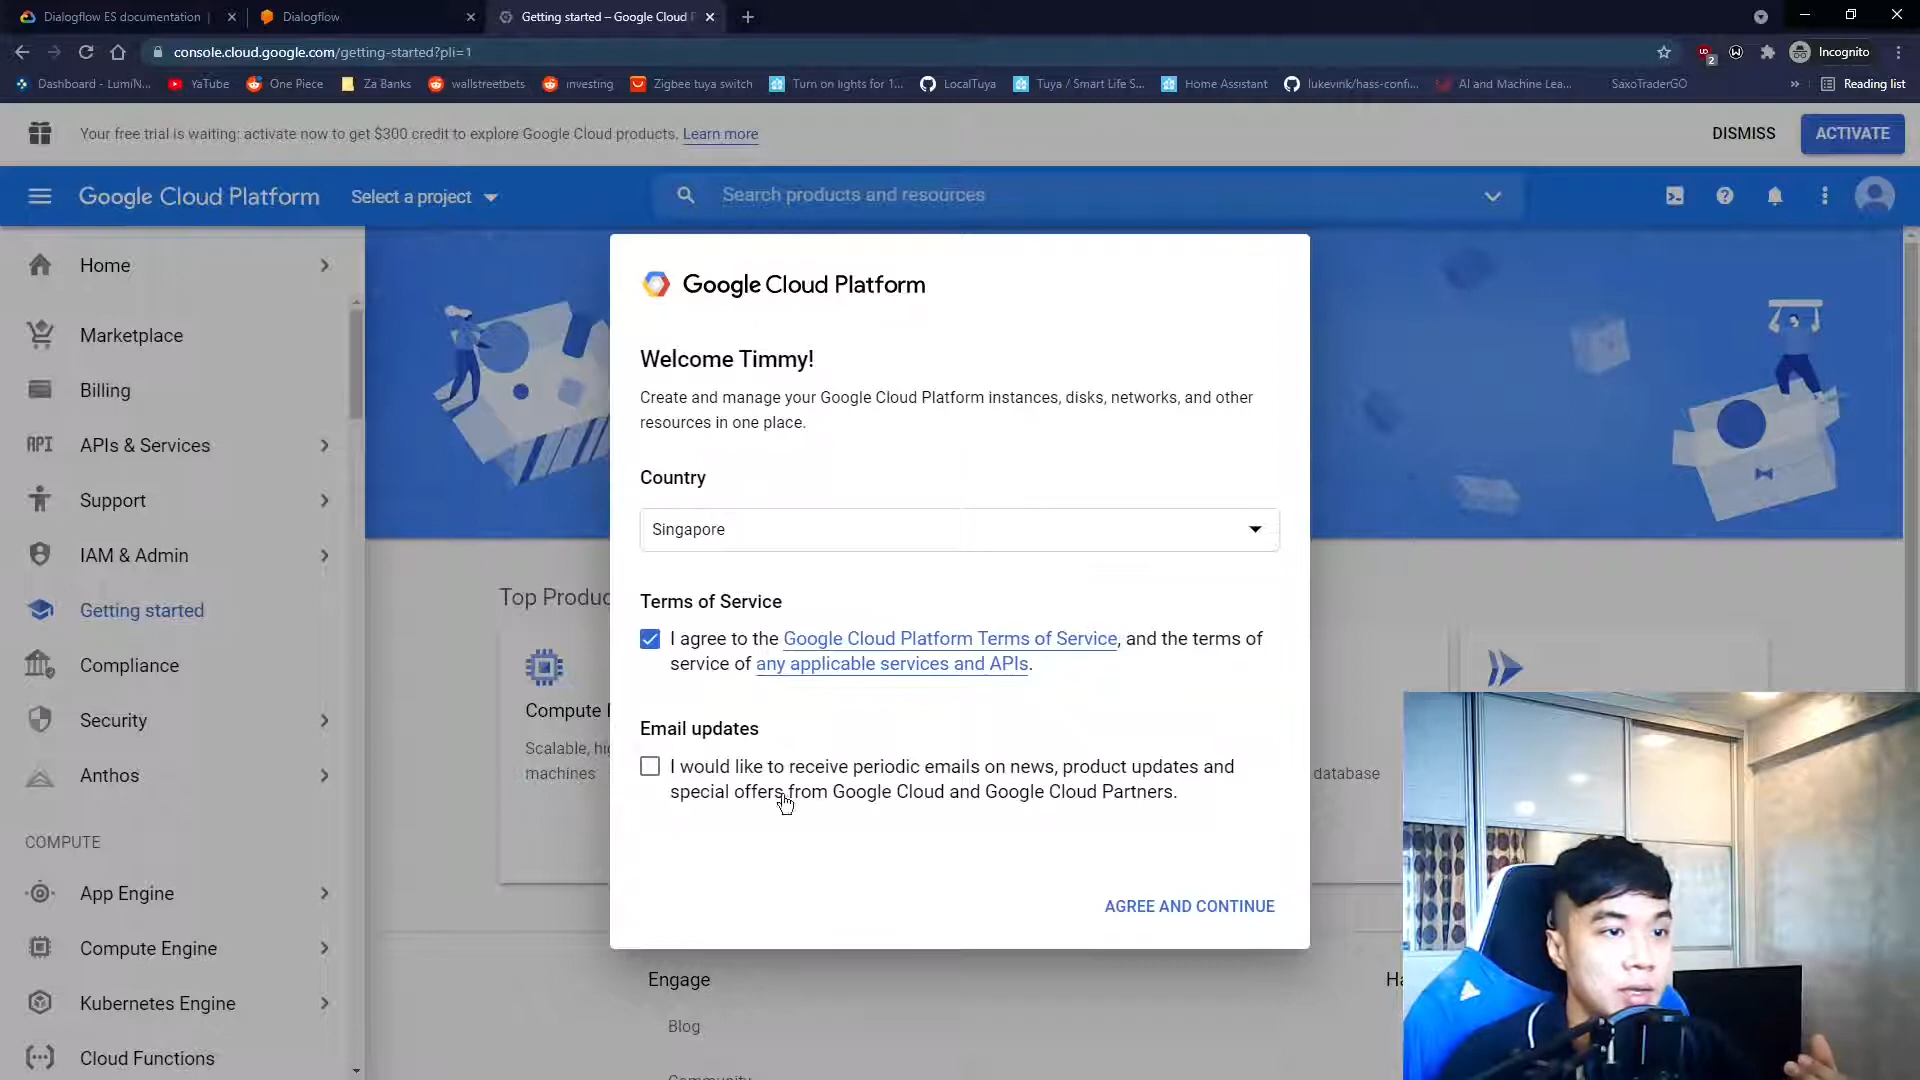 Dialogflow ES documentation
Dialogflow
Getting started – Google Cloud P
console.cloud.google.com/getting-started?pli=1
2
Incognito
Dashboard - LumiN...
YaTube
One Piece
Za Banks
wallstreetbets
investing
Zigbee tuya switch
Turn on lights for 1...
LocalTuya
Tuya / Smart Life S...
Home Assistant
lukevink/hass-confi...
AI and Machine Lea...
SaxoTraderGO
»
Reading list
Your free trial is waiting: activate now to get $300 credit to explore Google Cloud products. Learn more
DISMISS
ACTIVATE
Google Cloud Platform
Select a project
Search products and resources
Home
Marketplace
Billing
API
APIs & Services
Support
IAM & Admin
Getting started
Compliance
Security
Anthos
COMPUTE
App Engine
Compute Engine
Kubernetes Engine
Cloud Functions
Top Produc
Compute
Scalable, hi
machines
database
Google Cloud Platform
Welcome Timmy!
Create and manage your Google Cloud Platform instances, disks, networks, and other
resources in one place.
Country
Singapore
Terms of Service
I agree to the Google Cloud Platform Terms of Service, and the terms of
service of any applicable services and APIs.
Email updates
I would like to receive periodic emails on news, product updates and
special offers from Google Cloud and Google Cloud Partners.
AGREE AND CONTINUE
Engage
Blog
Community